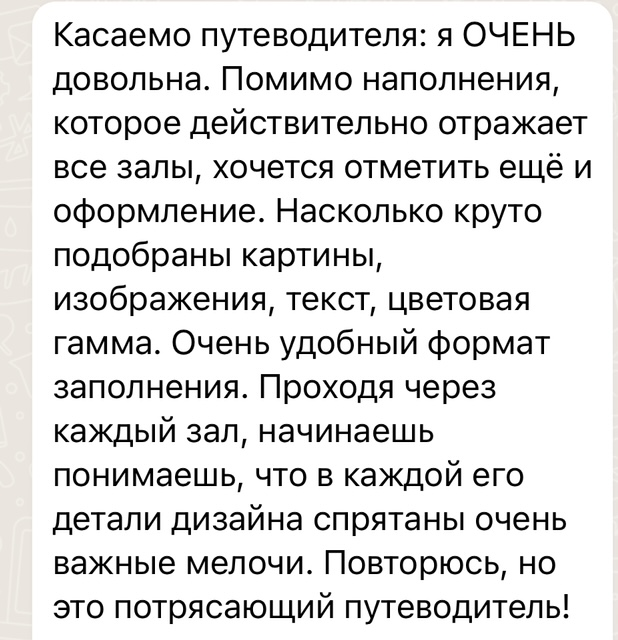 Касаемо путеводителя: я ОЧЕНЬ
довольна. Помимо наполнения,
которое действительно отражает
все залы, хочется отметить ещё и
оформление. Насколько круто
подобраны картины,
изображения, текст, цветовая
гамма. Очень удобный формат
заполнения. Проходя через
каждый зал, начинаешь
понимаешь, что в каждой его
детали дизайна спрятаны очень
важные мелочи. Повторюсь, но
это потрясающий путеводитель!